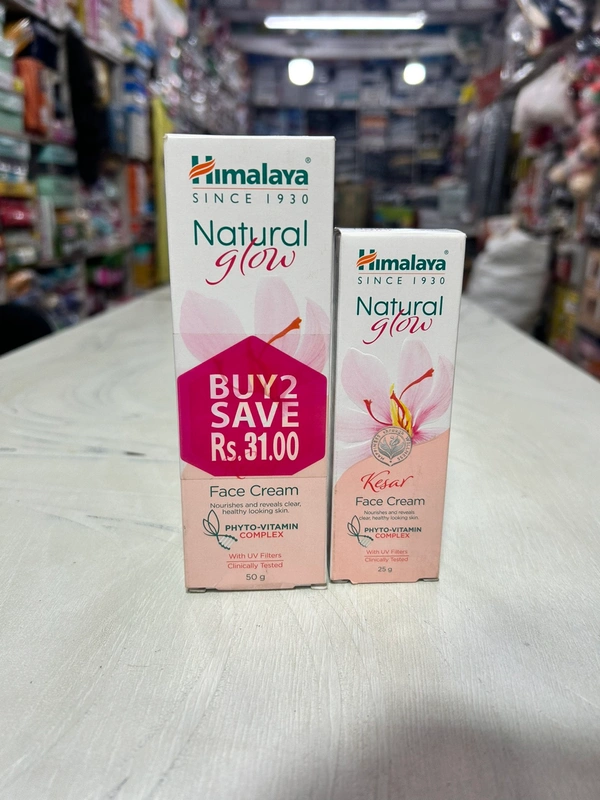 Himalaya®
SINCE 1930
Natural
glow
BUY 2
SAVE
Rs. 31.00
Face Cream
Nourishes and reveals clear,
healthy looking skin.
PHYTO-VITAMIN
COMPLEX
With UV Filters
Clinically Tested
50 g
Himalaya®
SINCE 1930
Natural
glow
Kesar
Face Cream
Nourishes and reveals
clear, healthy looking skin.
PHYTO-VITAMIN
COMPLEX
With UV Filters
Clinically Tested
25 g